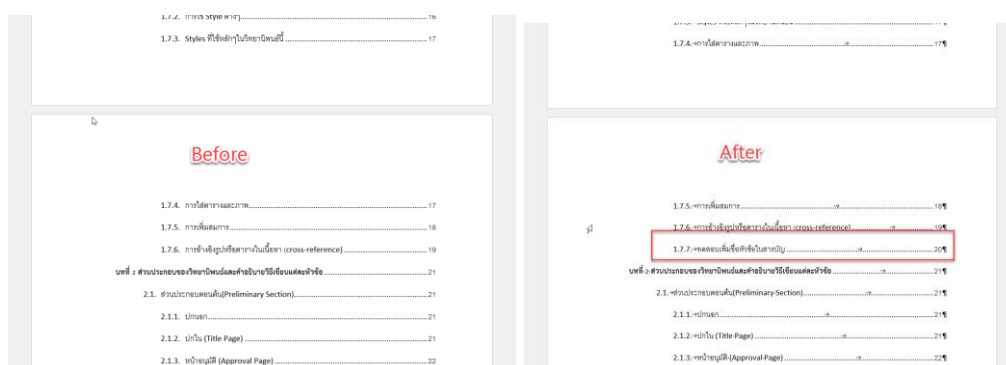 1.7.2. การใช้ Style ต่างๆ 16
1.7.3. Styles ที่ใช้หลักๆในวิทยานิพนธ์นี้ 17
Before
1.7.4. การใส่ตารางและภาพ 17
1.7.5. การเพิ่มสมการ 18
1.7.6. การอ้างอิงรูปหรือตารางในเนื้อหา (cross-reference) 19
บทที่ 2 ส่วนประกอบของวิทยานิพนธ์และคำอธิบายวิธีเขียนแต่ละหัวข้อ 21
2.1. ส่วนประกอบตอนต้น(Preliminary Section) 21
2.1.1. ปกนอก 21
2.1.2. ปกใน (Title Page) 21
2.1.3. หน้าอนุมัติ (Approval Page) 22
1.7.4.→การใส่ตารางและภาพ → 17¶
After
1.7.5.→การเพิ่มสมการ → 18¶
1.7.6.→การอ้างอิงรูปหรือตารางในเนื้อหา (cross-reference) → 19¶
1.7.7.→ทดสอบเพิ่มชื่อหัวข้อในสารบัญ → 20¶
บทที่ 2 ส่วนประกอบของวิทยานิพนธ์และคำอธิบายวิธีเขียนแต่ละหัวข้อ → 21¶
2.1.→ส่วนประกอบตอนต้น(Preliminary·Section) → 21¶
2.1.1.→ปกนอก → 21¶
2.1.2.→ปกใน·(Title·Page) → 21¶
2.1.3.→หน้าอนุมัติ·(Approval·Page) → 22¶